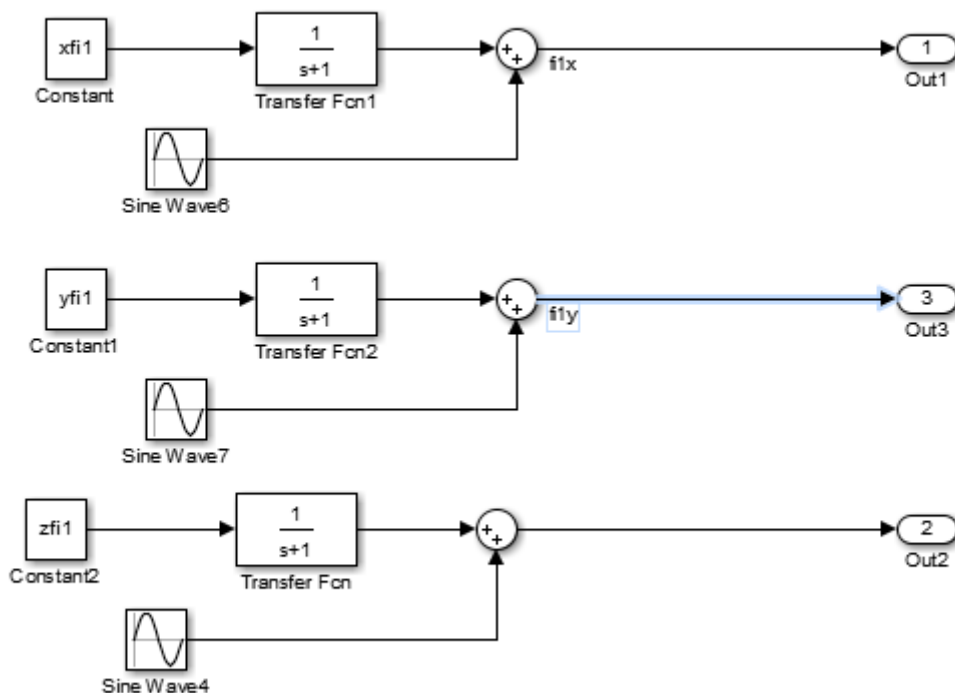 xfi1
1
s+1
+
+
fi1x
1
Constant
Transfer Fcn1
Out1
Sine Wave6
yfi1
1
s+1
+
+
fi1y
3
Constant1
Transfer Fcn2
Out3
Sine Wave7
zfi1
1
s+1
+
+
2
Constant2
Transfer Fcn
Out2
Sine Wave4